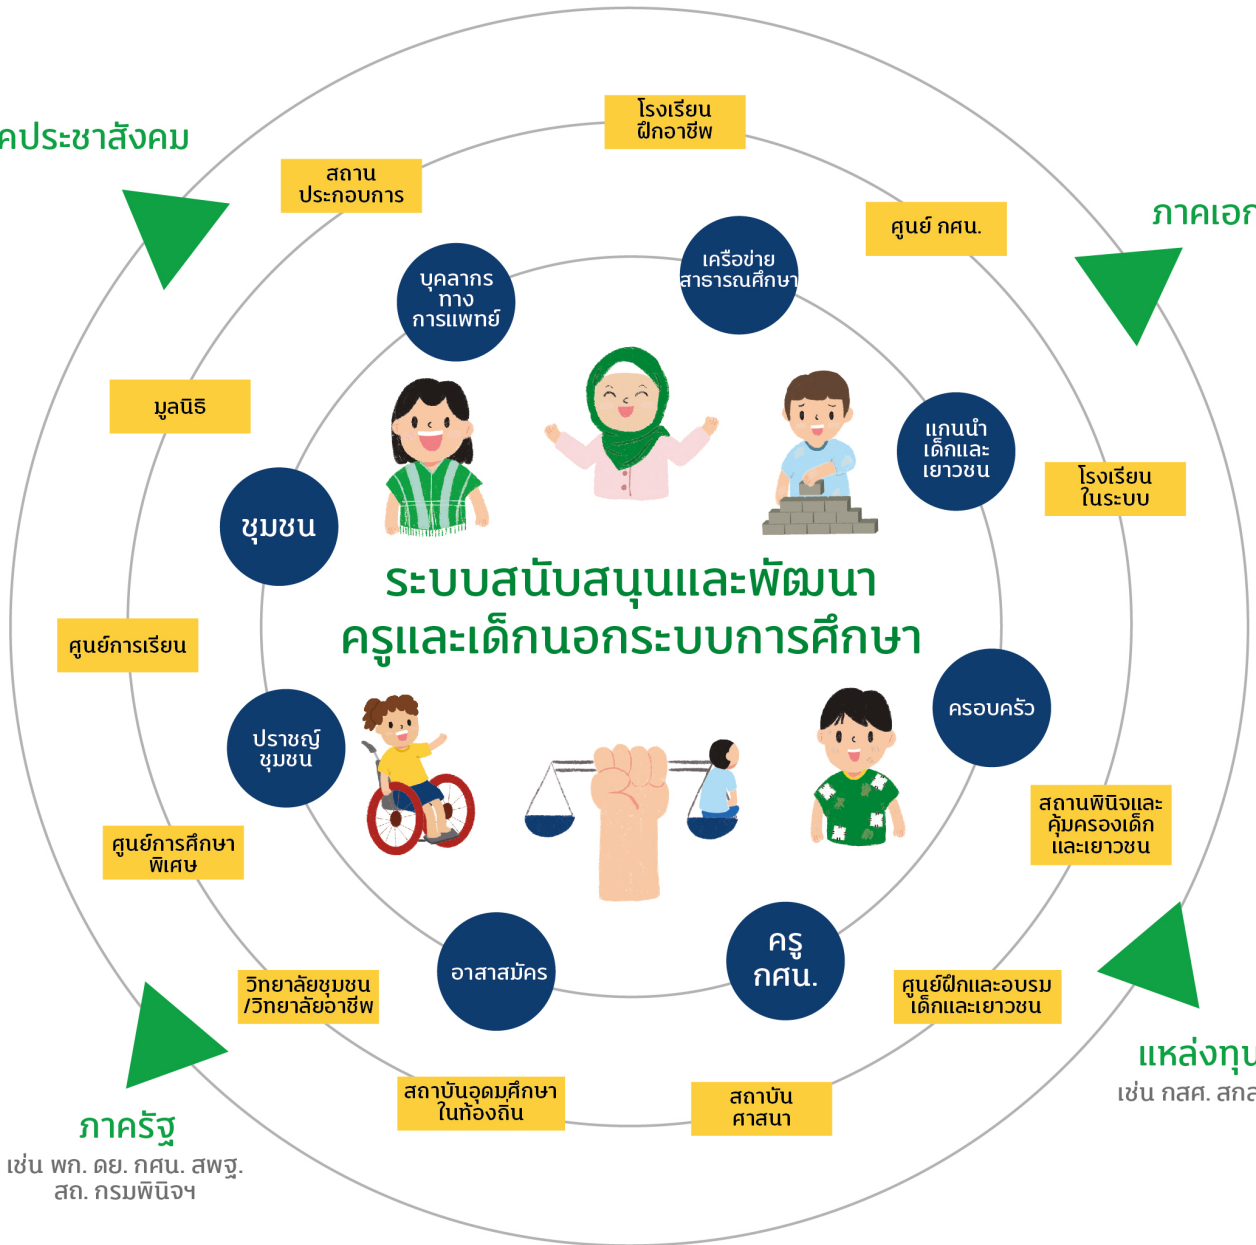 คประชาสังคม
โรงเรียน
ฝึกอาชีพ
สถาน
ประกอบการ
ภาคเอก
ศูนย์ กศน.
บุคลากร
ทาง
การแพทย์
เครือข่าย
สาธารณศึกษา
มูลนิธิ
แกนนำ
เด็กและ
เยาวชน
โรงเรียน
ในระบบ
ชุมชน
ระบบสนับสนุนและพัฒนา
ครูและเด็กนอกระบบการศึกษา
ศูนย์การเรียน
ครอบครัว
ปราชญ์
ชุมชน
สถานพินิจและ
คุ้มครองเด็ก
และเยาวชน
ศูนย์การศึกษา
พิเศษ
ครู
กศน.
อาสาสมัคร
วิทยาลัยชุมชน
/วิทยาลัยอาชีพ
ศูนย์ฝึกและอบรม
เด็กและเยาวชน
แหล่งทุน
เช่น กสศ. สกส
สถาบันอุดมศึกษา
ในท้องถิ่น
สถาบัน
ศาสนา
ภาครัฐ
เช่น พก. ดย. กศน. สพฐ.
สถ. กรมพินิจฯ